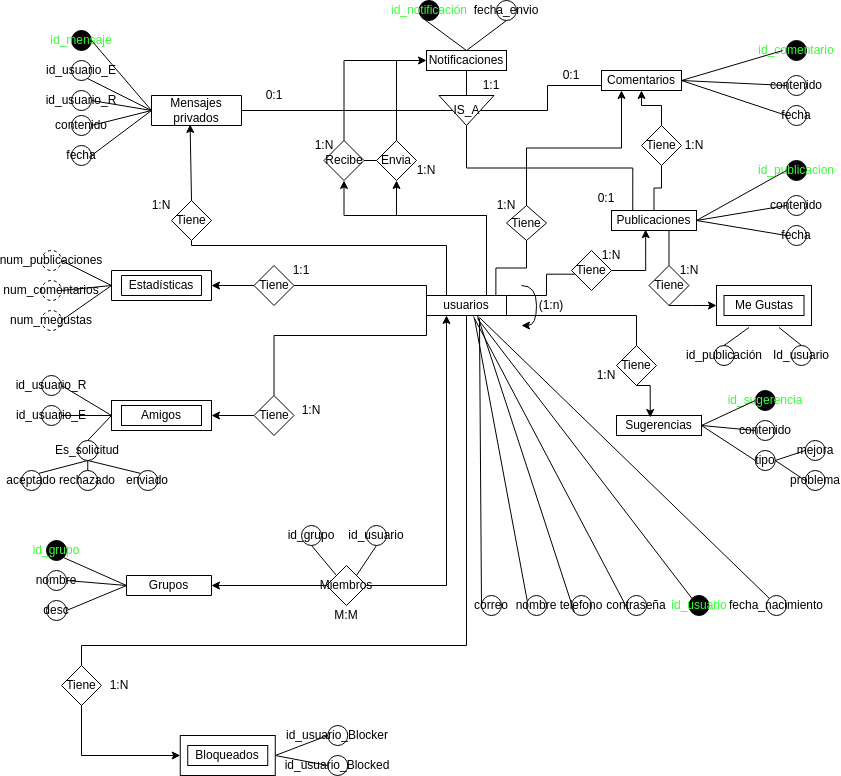 id_notificación
fecha_envio
id_mensaje
id_usuario_E
id_usuario_R
contenido
fecha
Mensajes
privados
0:1
Notificaciones
1:1
IS_A
0:1
Comentarios
id_comentario
contenido
fecha
1:N
Recibe
Envia
1:N
Tiene
1:N
id_publicacion
contenido
fecha
1:N
Tiene
1:N
Tiene
0:1
Publicaciones
num_publicaciones
num_comentarios
num_megustas
Estadísticas
Tiene
1:1
Tiene
1:N
Tiene
1:N
usuarios
(1:n)
Me Gustas
id_publicación
Id_usuario
Tiene
1:N
Sugerencias
id_sugerencia
contenido
tipo
mejora
problema
id_usuario_R
id_usuario_E
Es_solicitud
aceptado
rechazado
enviado
Amigos
Tiene
1:N
id_grupo
nombre
desc
Grupos
id_grupo
id_usuario
Miembros
M:M
correo
nombre
telefono
contraseña
id_usuario
fecha_nacimiento
Tiene
1:N
Bloqueados
id_usuario_Blocker
id_usuario_Blocked